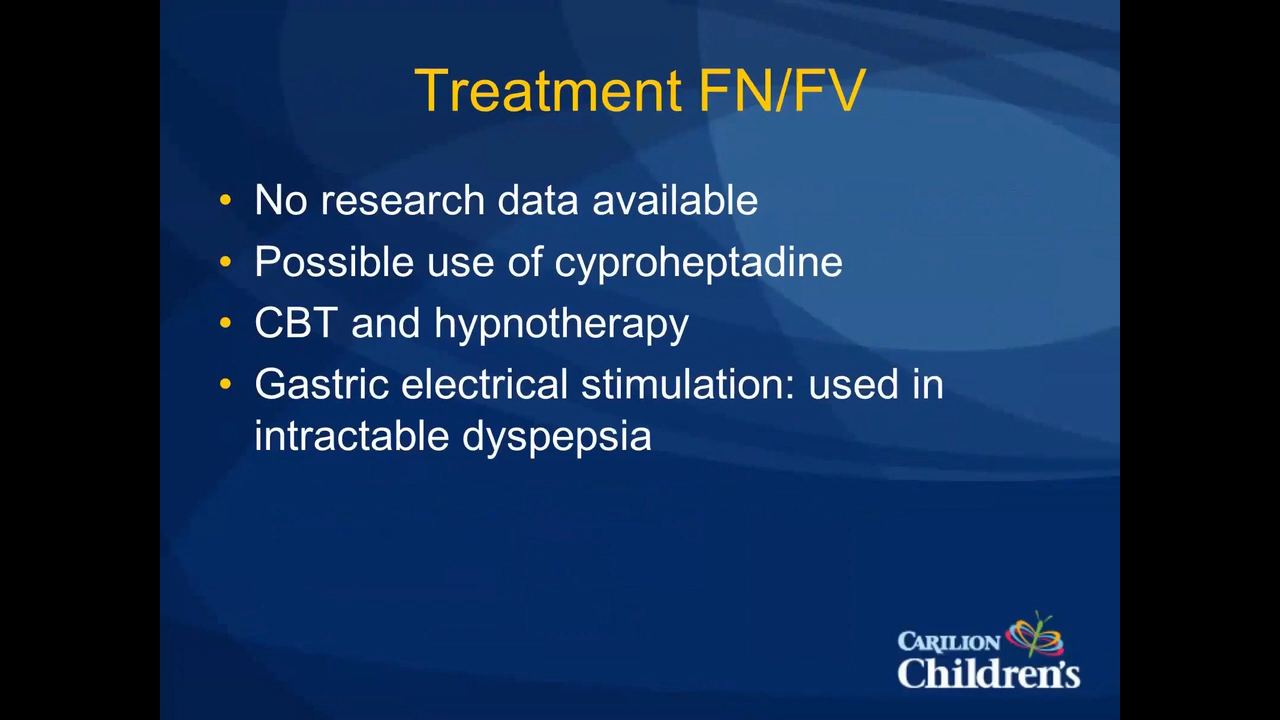 Treatment FN/FV
• No research data available
• Possible use of cyproheptadine
• CBT and hypnotherapy
• Gastric electrical stimulation: used in
intractable dyspepsia
CARILION
Children's